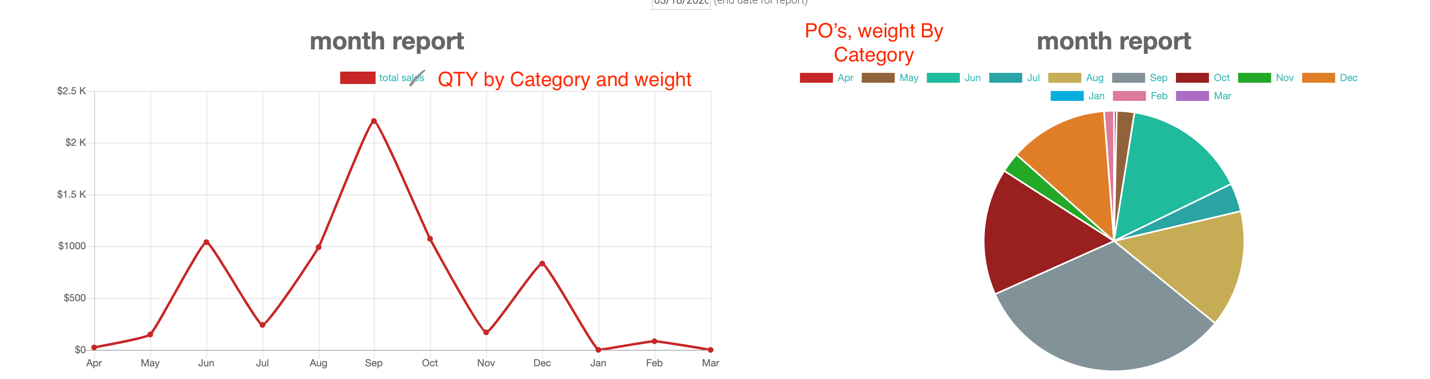 (end date for report)
month report
total sales
QTY by Category and weight
$2.5 K
$2 K
$1.5 K
$1000
$500
$0
Apr May Jun Jul Aug Sep Oct Nov Dec Jan Feb Mar
PO's, weight By
Category
month report
Apr May Jun Jul Aug Sep Oct Nov Dec
Jan Feb Mar